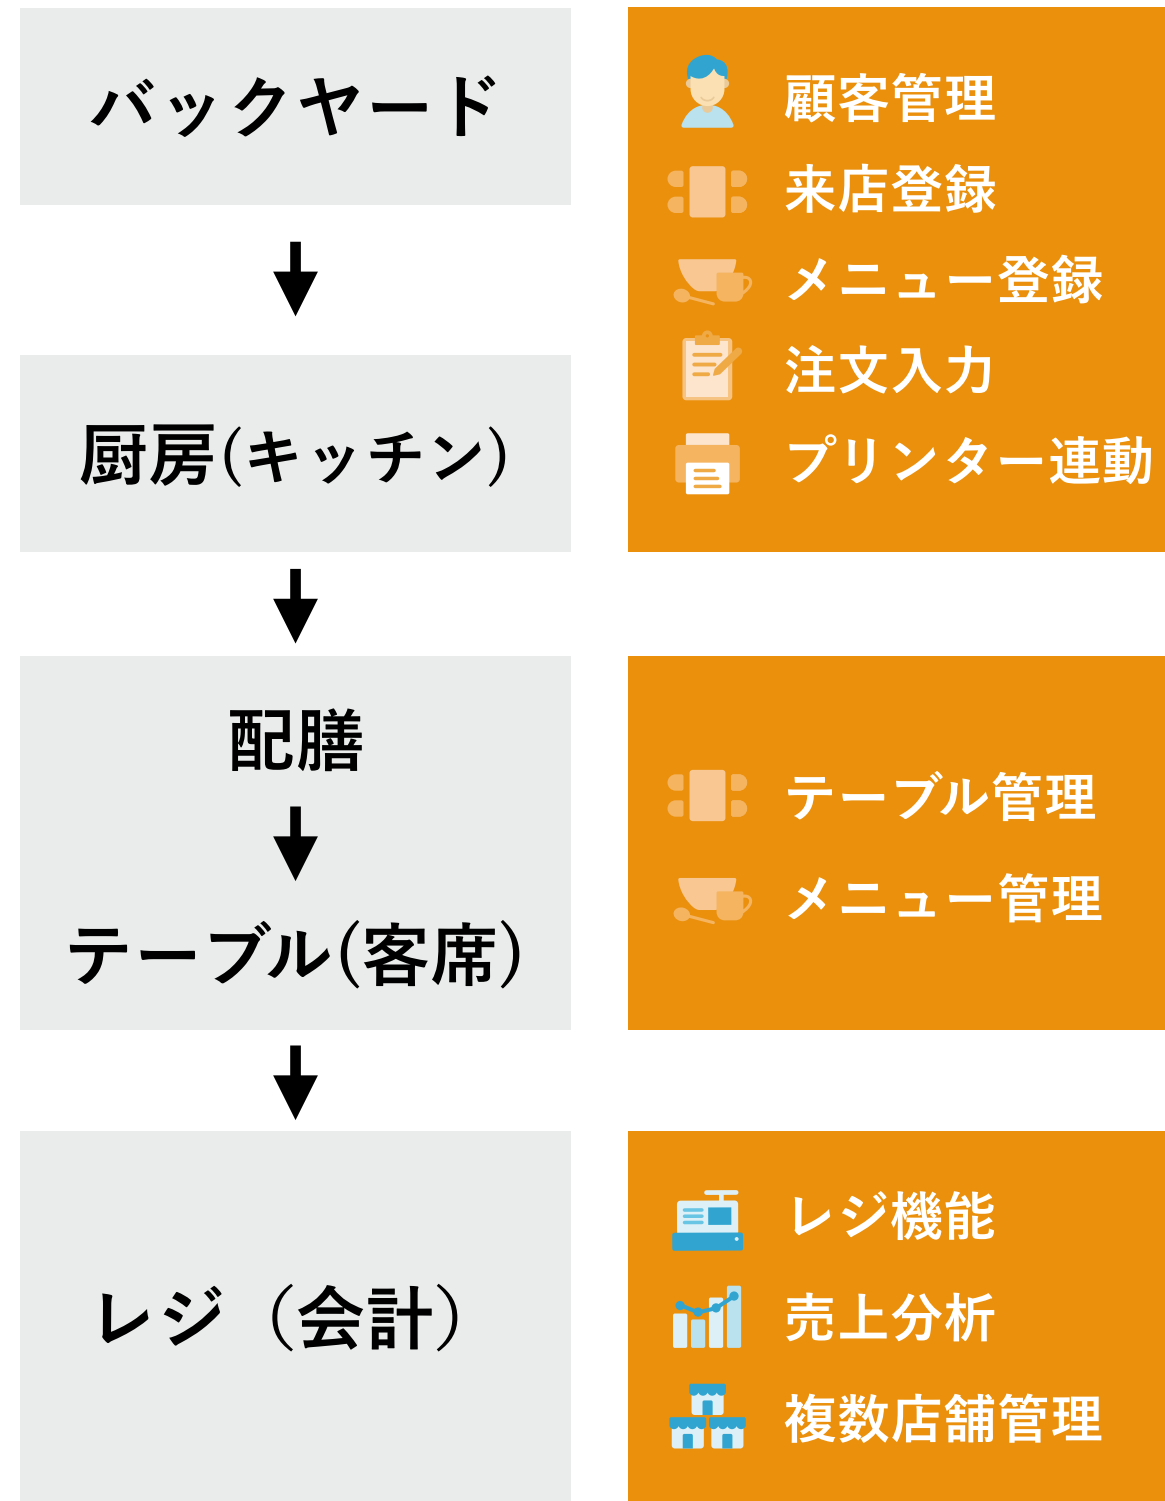 バックヤード
厨房(キッチン)
配膳
テーブル(客席)
レジ（会計）
顧客管理
来店登録
メニュー登録
注文入力
プリンター連動
テーブル管理
メニュー管理
レジ機能
売上分析
複数店舗管理